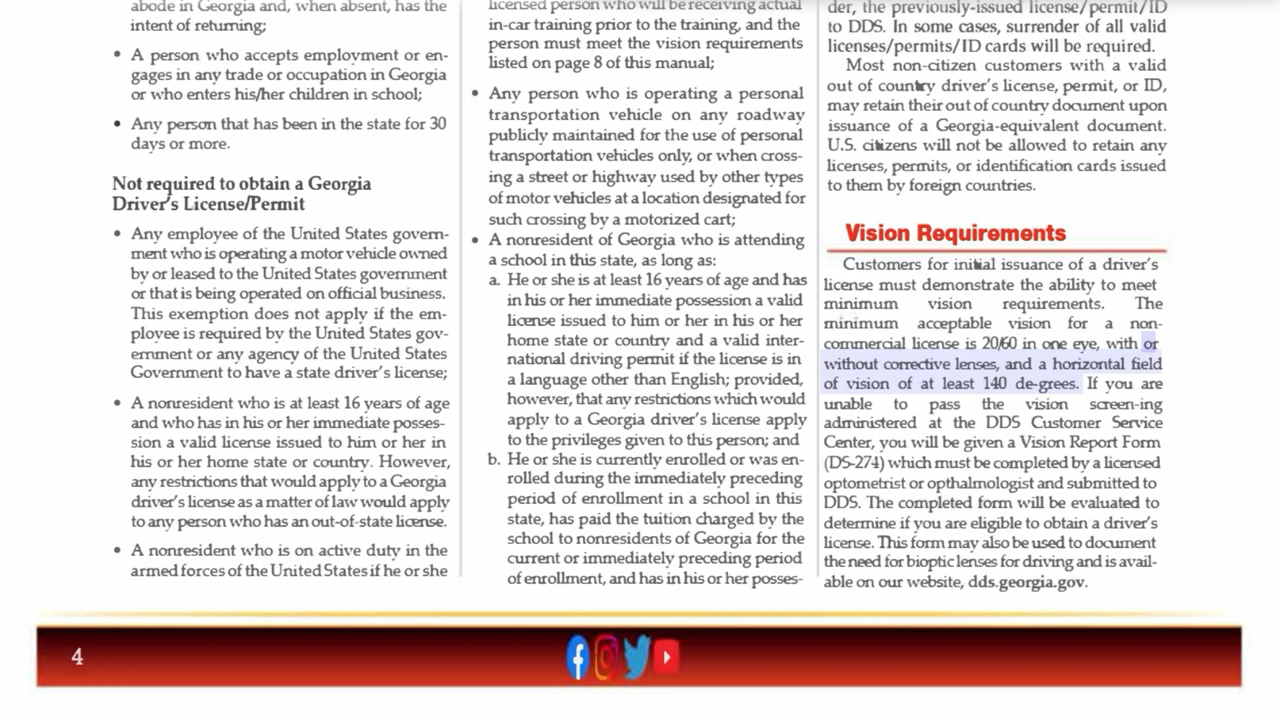 abode in Georgia and, when absent, has the
intent of returning;
• A person who accepts employment or en-
gages in any trade or occupation in Georgia
or who enters his/her children in school;
• Any person that has been in the state for 30
days or more.
Not required to obtain a Georgia
Driver's License/Permit
• Any employee of the United States govern-
ment who is operating a motor vehicle owned
by or leased to the United States government
or that is being operated on official business.
This exemption does not apply if the em-
ployee is required by the United States gov-
ernment or any agency of the United States
Government to have a state driver's license;
• A nonresident who is at least 16 years of age
and who has in his or her immediate posses-
sion a valid license issued to him or her in
his or her home state or country. However,
any restrictions that would apply to a Georgia
driver's license as a matter of law would apply
to any person who has an out-of-state license.
• A nonresident who is on active duty in the
armed forces of the United States if he or she
licensed person who will be receiving actual
in-car training prior to the training, and the
person must meet the vision requirements
listed on page 8 of this manual;
• Any person who is operating a personal
transportation vehicle on any roadway
publicly maintained for the use of personal
transportation vehicles only, or when cross-
ing a street or highway used by other types
of motor vehicles at a location designated for
such crossing by a motorized cart;
• A nonresident of Georgia who is attending
a school in this state, as long as:
a. He or she is at least 16 years of age and has
in his or her immediate possession a valid
license issued to him or her in his or her
home state or country and a valid inter-
national driving permit if the license is in
a language other than English; provided,
however, that any restrictions which would
apply to a Georgia driver's license apply
to the privileges given to this person; and
b. He or she is currently enrolled or was en-
rolled during the immediately preceding
period of enrollment in a school in this
state, has paid the tuition charged by the
school to nonresidents of Georgia for the
current or immediately preceding period
of enrollment, and has in his or her posses-
der, the previously-issued license/permit/ID
to DDS. In some cases, surrender of all valid
licenses/permits/ID cards will be required.
Most non-citizen customers with a valid
out of country driver's license, permit, or ID,
may retain their out of country document upon
issuance of a Georgia-equivalent document.
U.S. citizens will not be allowed to retain any
licenses, permits, or identification cards issued
to them by foreign countries.
Vision Requirements
Customers for initial issuance of a driver's
license must demonstrate the ability to meet
minimum vision requirements. The
minimum acceptable vision for a non-
commercial license is 20/60 in one eye, with or
without corrective lenses, and a horizontal field
of vision of at least 140 de-grees. If you are
unable to pass the vision screen-ing
administered at the DDS Customer Service
Center, you will be given a Vision Report Form
(DS-274) which must be completed by a licensed
optometrist or opthalmologist and submitted to
DDS. The completed form will be evaluated to
determine if you are eligible to obtain a driver's
license. This form may also be used to document
the need for bioptic lenses for driving and is avail-
able on our website, dds.georgia.gov.
4